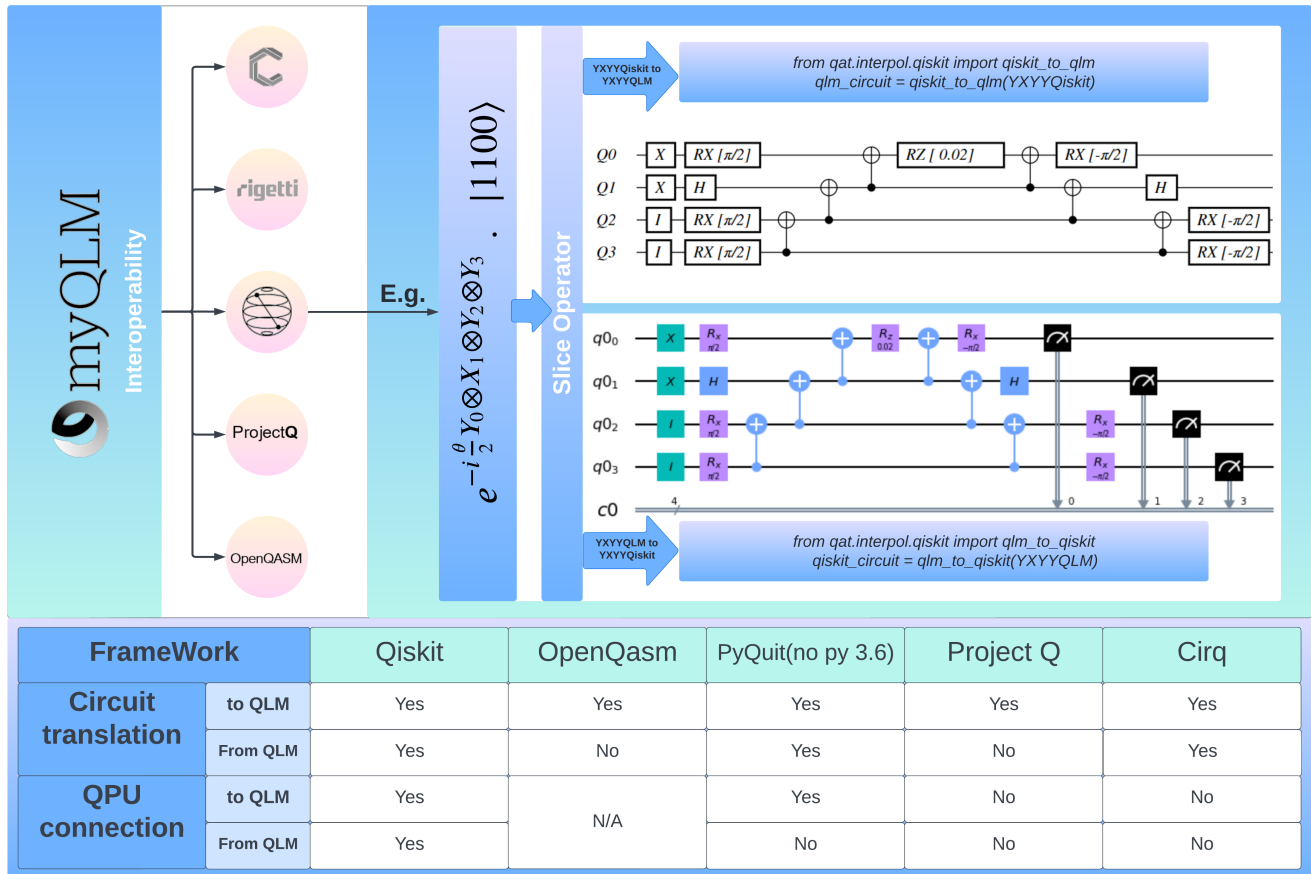 myQLM
Interoperability
rigetti
ProjectQ
OpenQASM
E.g.
e^{-i\frac{θ}{2}Y_0⊗X_1⊗Y_2⊗Y_3} . |1100⟩
Slice Operator
YXYYQiskit to
YXYYQLM
from qat.interpol.qiskit import qiskit_to_qlm
qlm_circuit = qiskit_to_qlm(YXYYQiskit)
Q0 X RX [π/2] RZ [ 0.02] RX [-π/2]
Q1 X H H
Q2 I RX [π/2] RX [-π/2]
Q3 I RX [π/2] RX [-π/2]
q0₀ X Rx π/2 Rz 0.02 Rx −π/2
q0₁ X H H
q0₂ I Rx π/2 Rx −π/2
q0₃ I Rx π/2 Rx −π/2
c0 4 0 1 2 3
YXYYQLM to
YXYYQiskit
from qat.interpol.qiskit import qlm_to_qiskit
qiskit_circuit = qlm_to_qiskit(YXYYQLM)
FrameWork Qiskit OpenQasm PyQuit(no py 3.6) Project Q Cirq
Circuit
translation
to QLM Yes Yes Yes Yes Yes
From QLM Yes No Yes No Yes
QPU
connection
to QLM Yes N/A Yes No No
From QLM Yes No No No